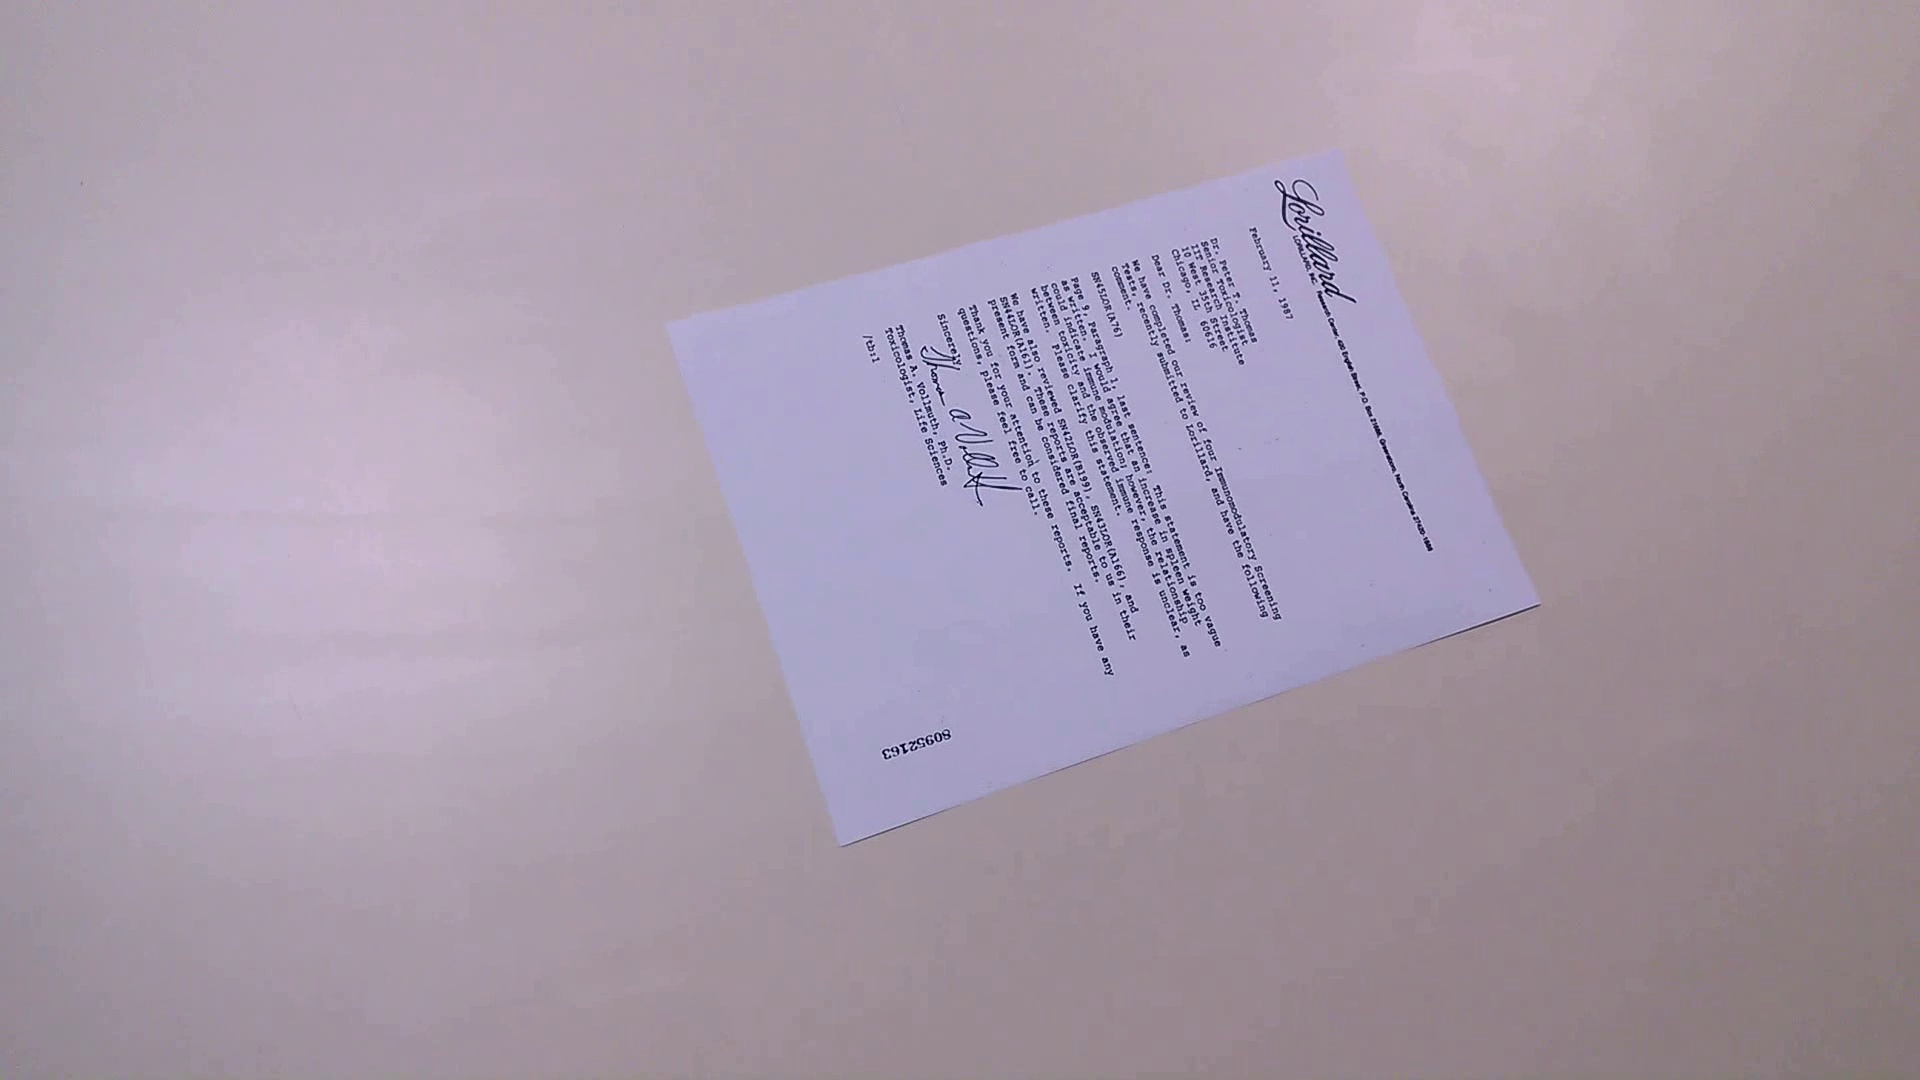 Lorillard
LORILLARD, INC. Research Center, 420 English Street, P.O. Box 21688, Greensboro, North Carolina 27420-1688
February 11, 1987
Dr. Peter T. Thomas
Senior Toxicologist
IIT Research Institute
10 West 35th Street
Chicago, IL 60616
Dear Dr. Thomas:
We have completed our review of four Immunomodulatory Screening
Tests, recently submitted to Lorillard, and have the following
comment.
SN45LOR(A76)
Page 9, Paragraph 1, last sentence: This statement is too vague
as written. I would agree that an increase in spleen weight
could indicate immune modulation; however, the relationship
between toxicity and the observed immune response is unclear, as
written. Please clarify this statement.
We have also reviewed SN42LOR(B199), SN43LOR(A166), and
SN44LOR(A161). These reports are acceptable to us in their
present form and can be considered final reports.
Thank you for your attention to these reports. If you have any
questions, please feel free to call.
Sincerely
Thomas A Vollmuth
Thomas A. Vollmuth, Ph.D.
Toxicologist, Life Sciences
/tb:l
80952163